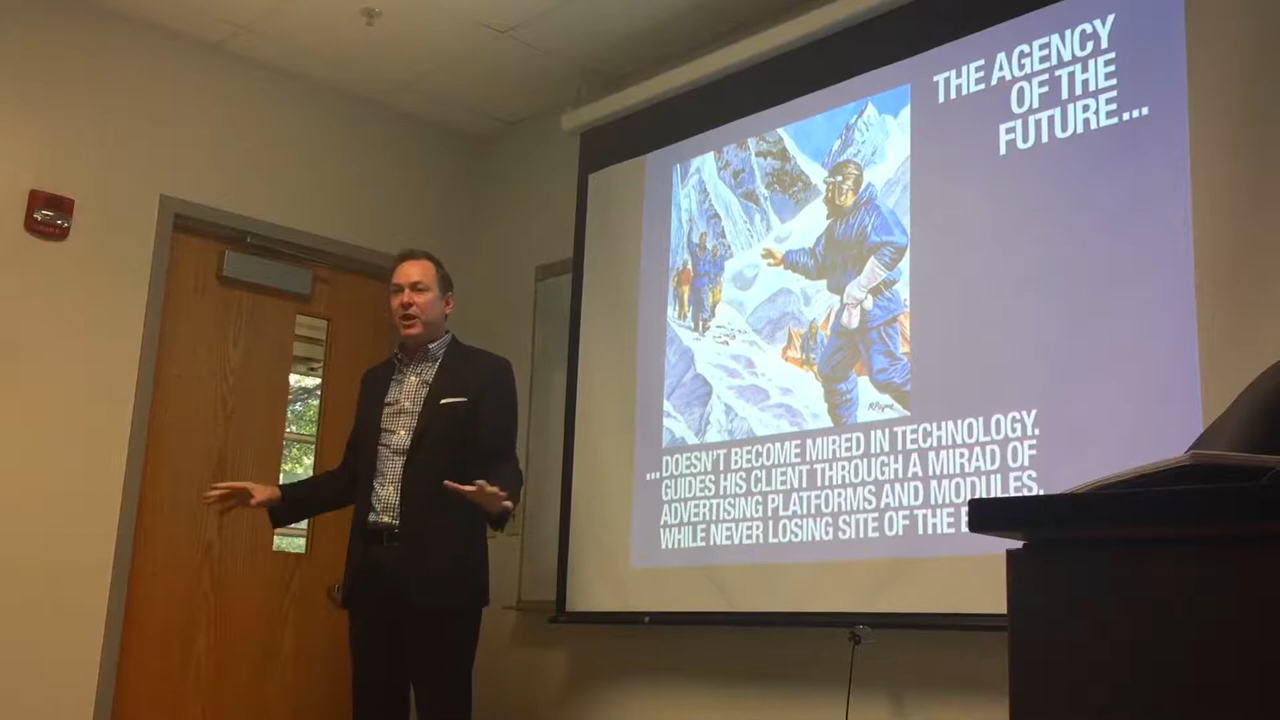 THE AGENCY
OF THE
FUTURE...
RPayne
...DOESN'T BECOME MIRED IN TECHNOLOGY.
GUIDES HIS CLIENT THROUGH A MIRAD OF
ADVERTISING PLATFORMS AND MODULES,
WHILE NEVER LOSING SITE OF THE